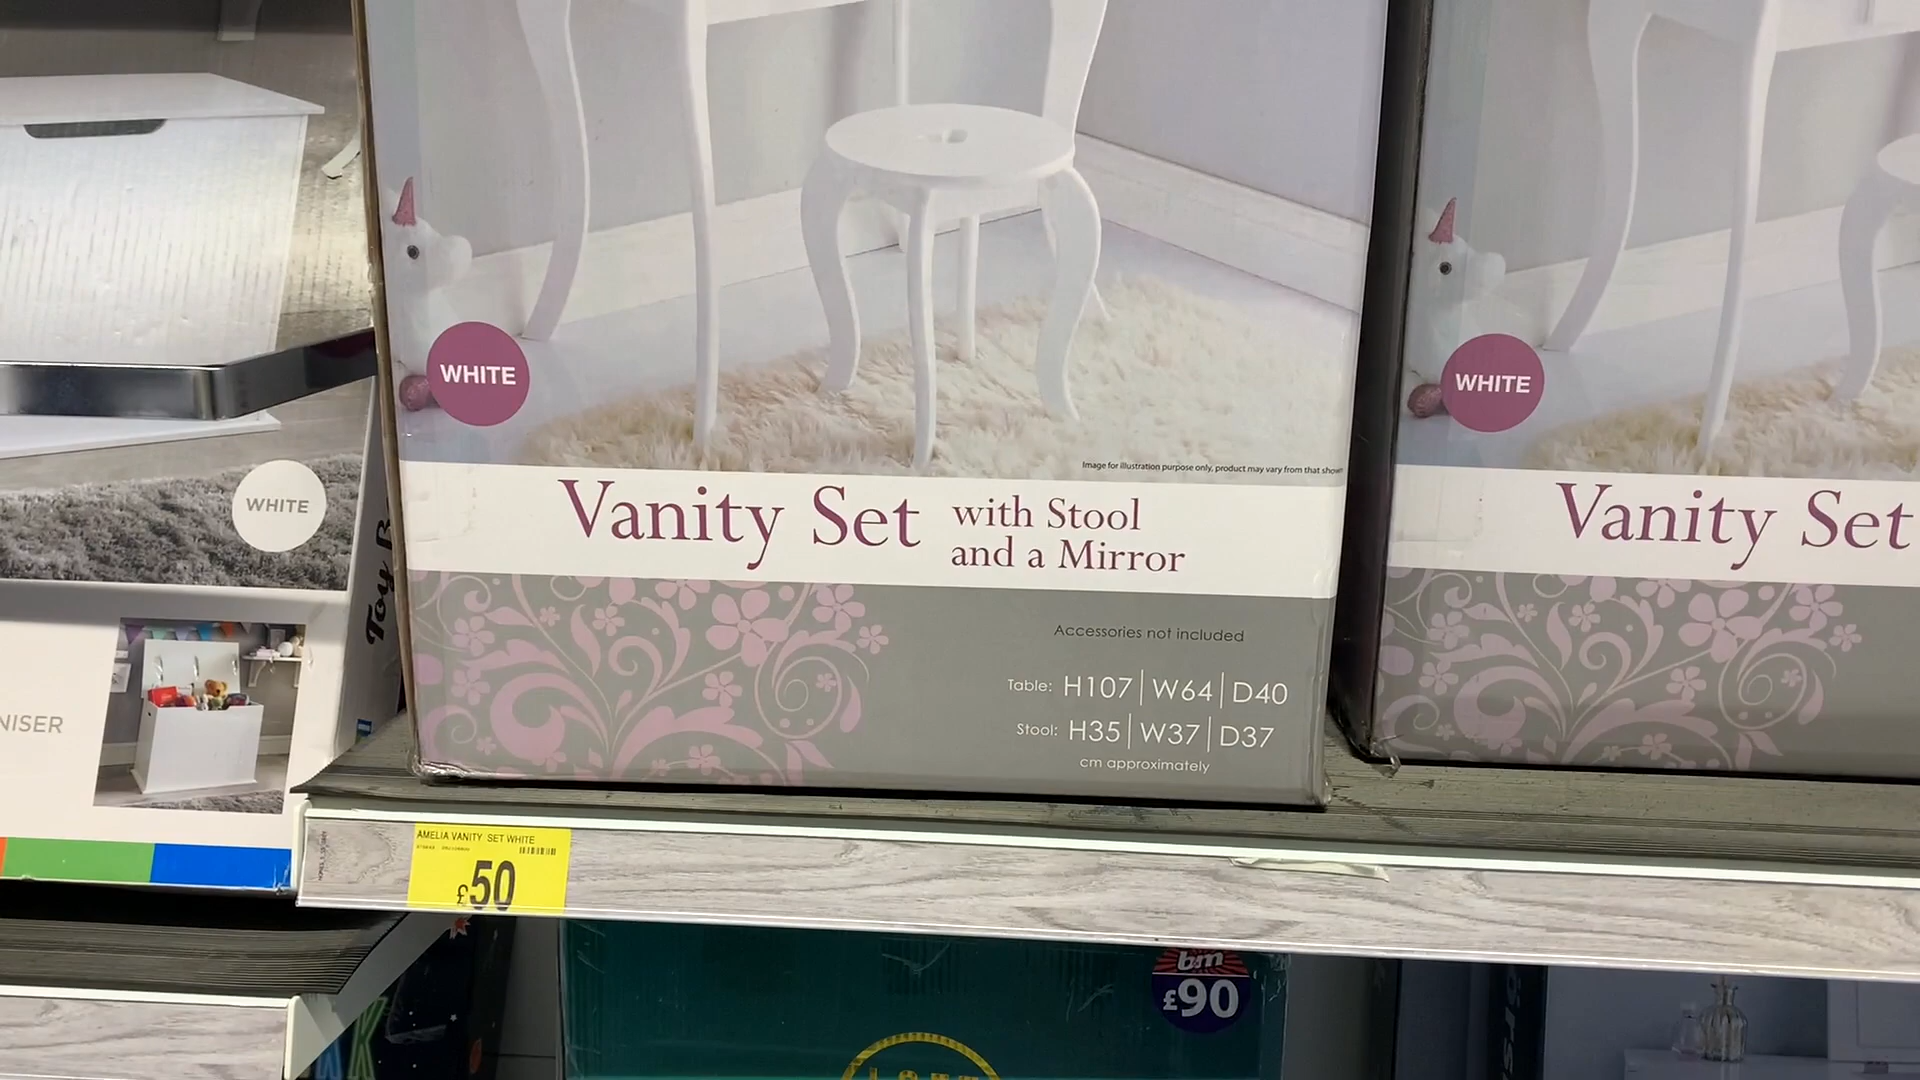 WHITE
Image for illustration purpose only, product may vary from that shown
Vanity Set
with Stool
and a Mirror
Accessories not included
Table: H107 | W64 | D40
Stool: H35 | W37 | D37
cm approximately
WHITE
Vanity Set
WHITE
Toy B
NISER
AMELIA VANITY SET WHITE
£50
bm
£90
K